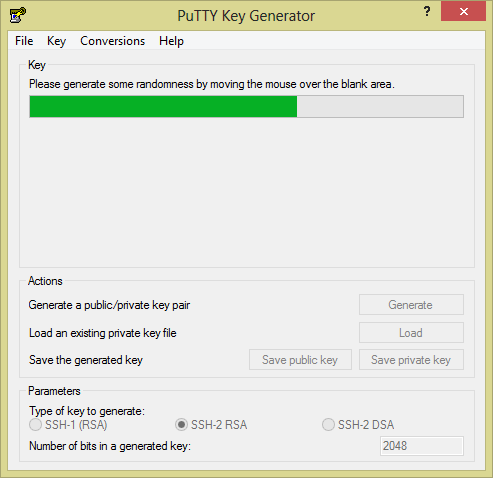 PuTTY Key Generator
?
File Key Conversions Help
Key
Please generate some randomness by moving the mouse over the blank area.
Actions
Generate a public/private key pair
Generate
Load an existing private key file
Load
Save the generated key
Save public key
Save private key
Parameters
Type of key to generate:
SSH-1 (RSA) SSH-2 RSA SSH-2 DSA
Number of bits in a generated key:
2048